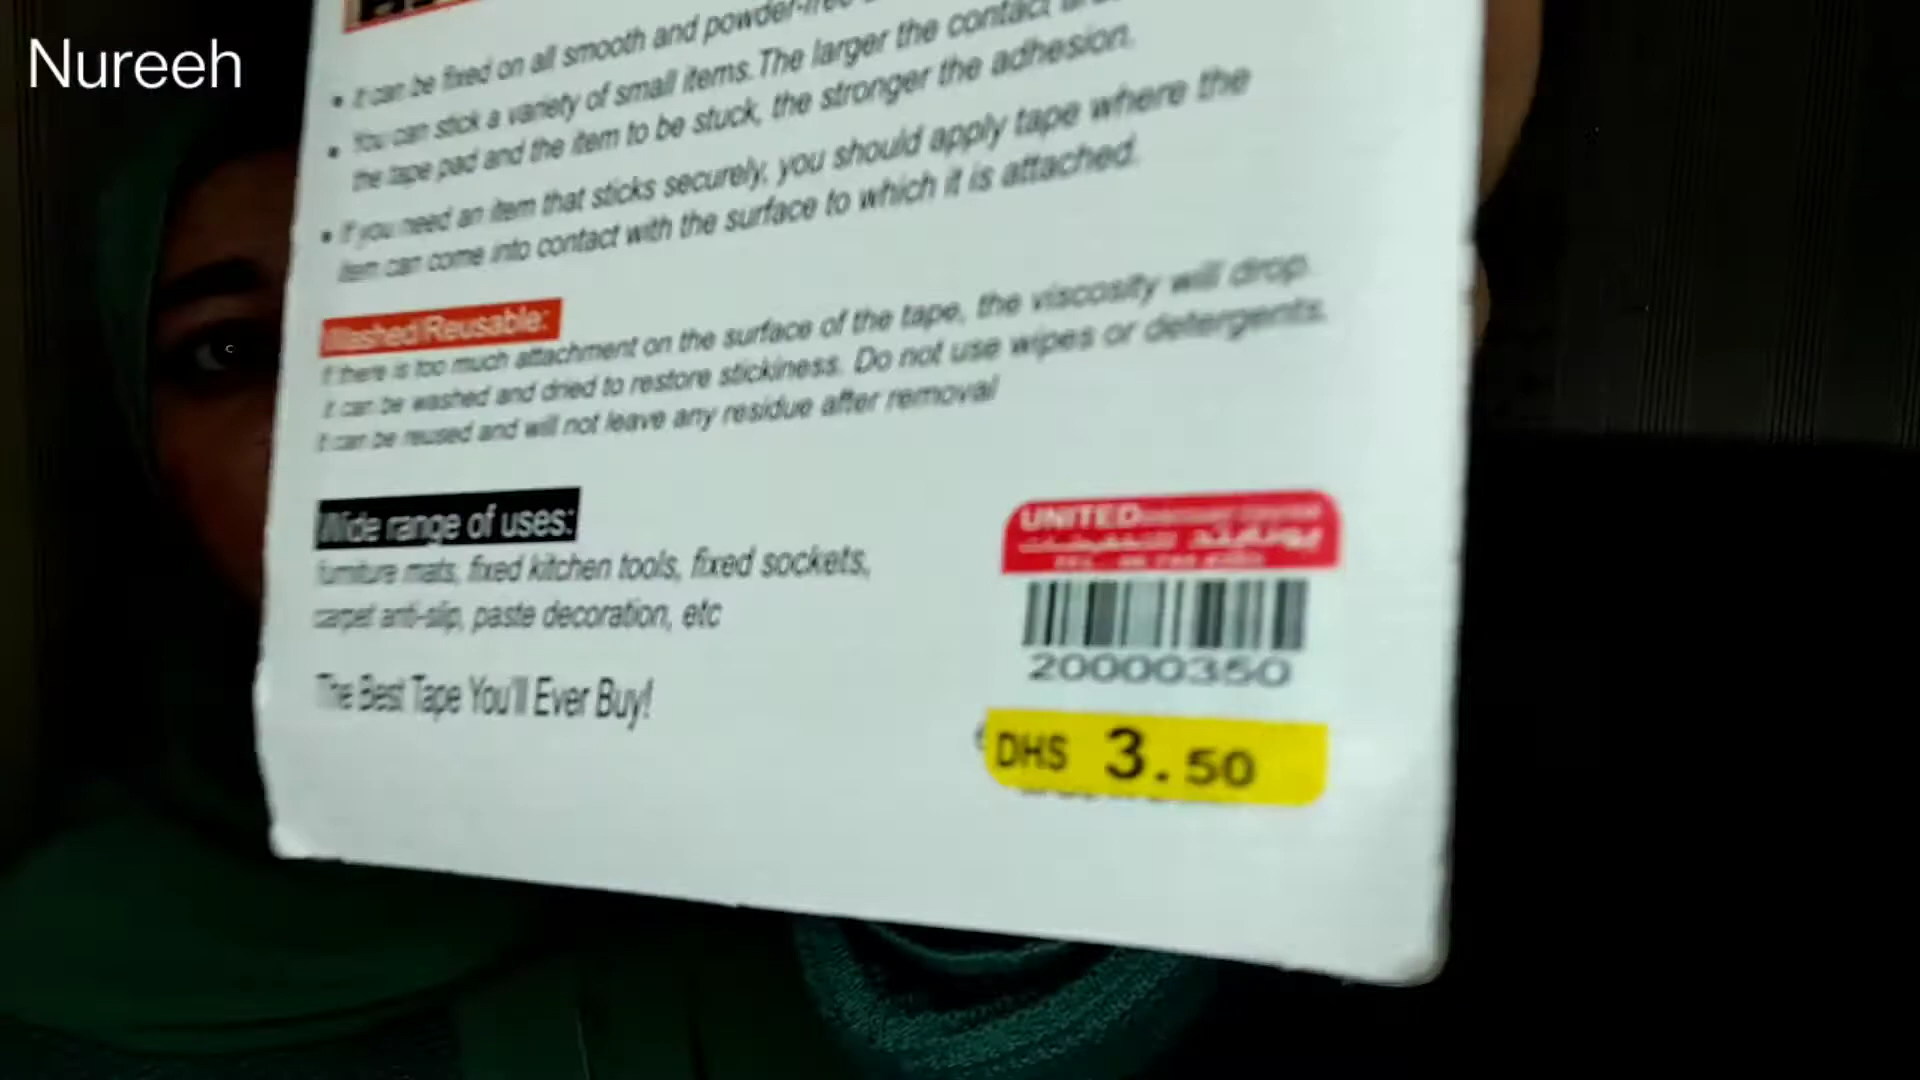 Nureeh
• It can be fixed on all smooth and powder-free
• You can stick a variety of small items. The larger the contact
the tape pad and the item to be stuck, the stronger the adhesion.
• If you need an item that sticks securely, you should apply tape where the
item can come into contact with the surface to which it is attached.
Washed/Reusable:
If there is too much attachment on the surface of the tape, the viscosity will drop.
It can be washed and dried to restore stickiness. Do not use wipes or detergents.
It can be reused and will not leave any residue after removal
Wide range of uses:
furniture mats, fixed kitchen tools, fixed sockets,
carpet anti-slip, paste decoration, etc
The Best Tape You'll Ever Buy!
UNITED
يونايتد للتخفيضات
20000350
DHS 3.50